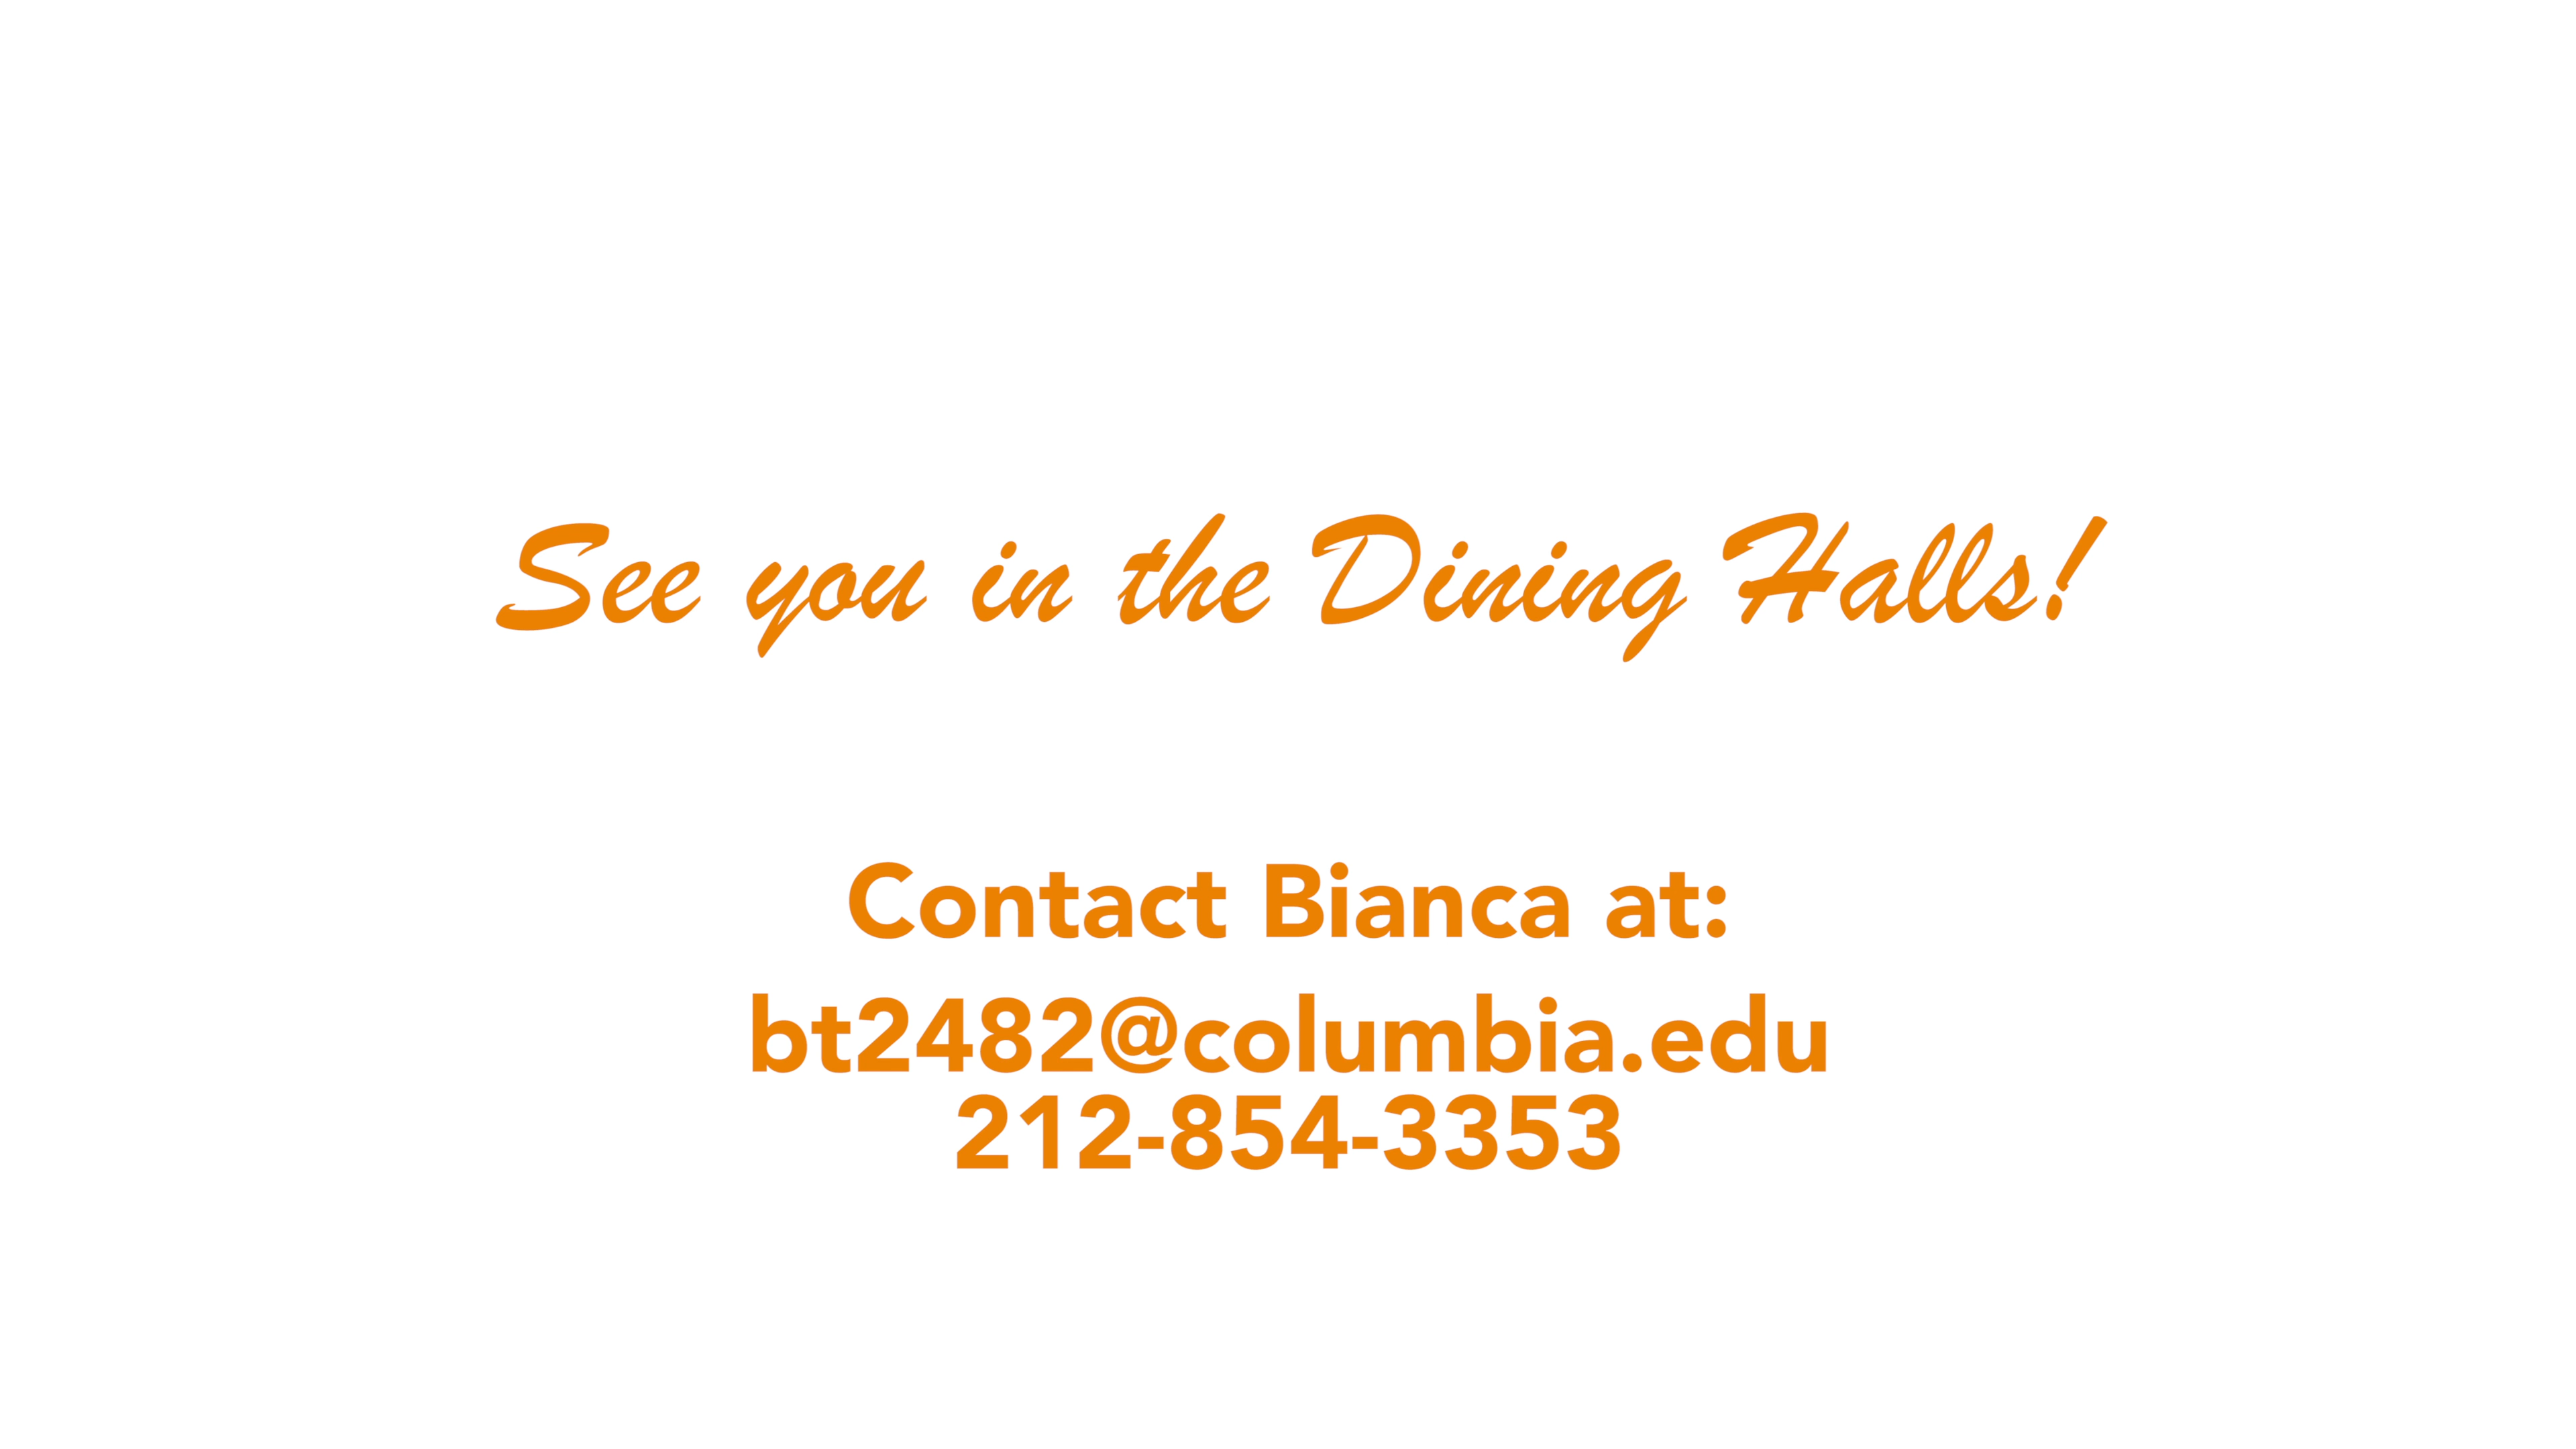 See you in the Dining Halls!
Contact Bianca at:
bt2482@columbia.edu
212-854-3353